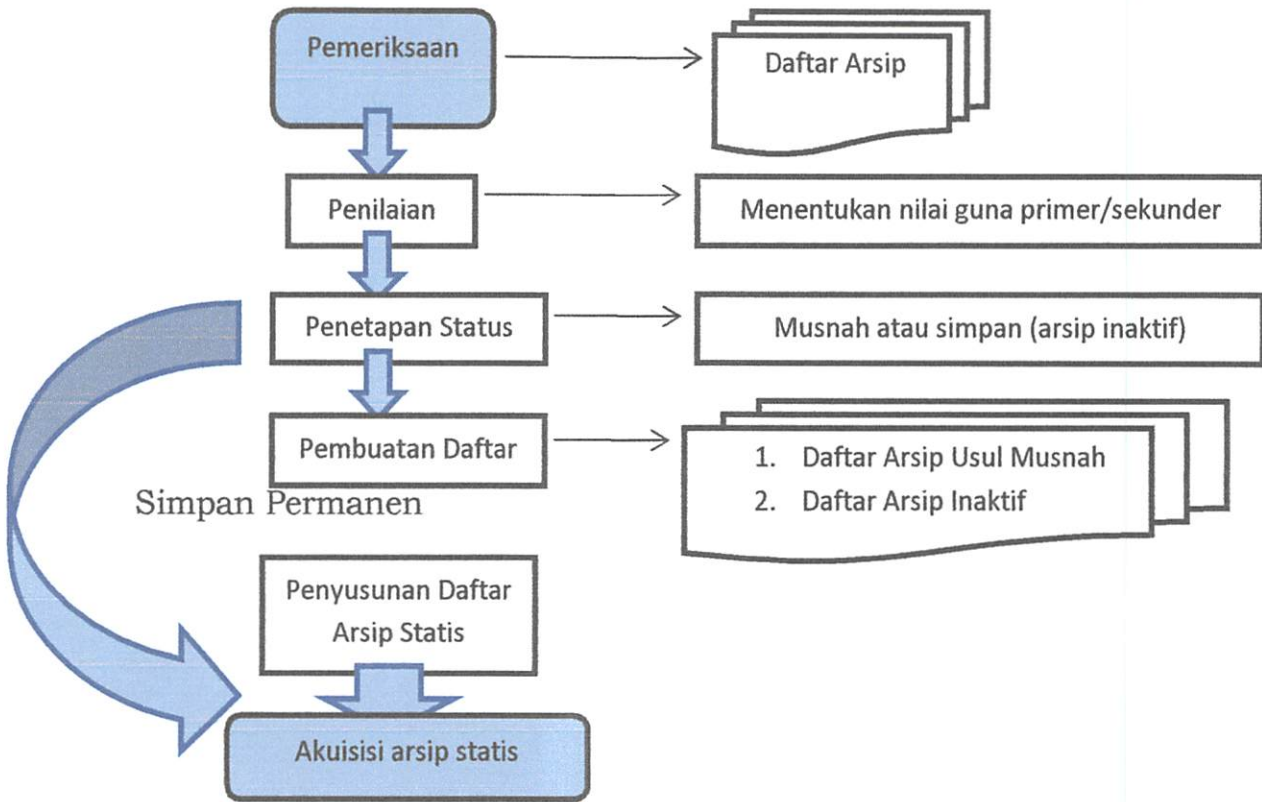 Pemeriksaan
Daftar Arsip
Penilaian
Menentukan nilai guna primer/sekunder
Penetapan Status
Musnah atau simpan (arsip inaktif)
Pembuatan Daftar
1. Daftar Arsip Usul Musnah
2. Daftar Arsip Inaktif
Simpan Permanen
Penyusunan Daftar
Arsip Statis
Akuisisi arsip statis